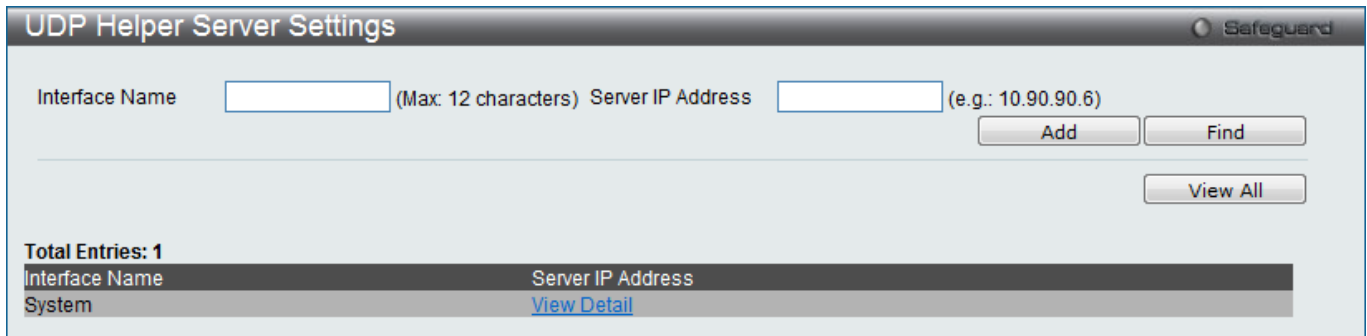 UDP Helper Server Settings
Safeguard
Interface Name (Max: 12 characters) Server IP Address (e.g.: 10.90.90.6)
Add Find
View All
Total Entries: 1
Interface Name Server IP Address
System View Detail